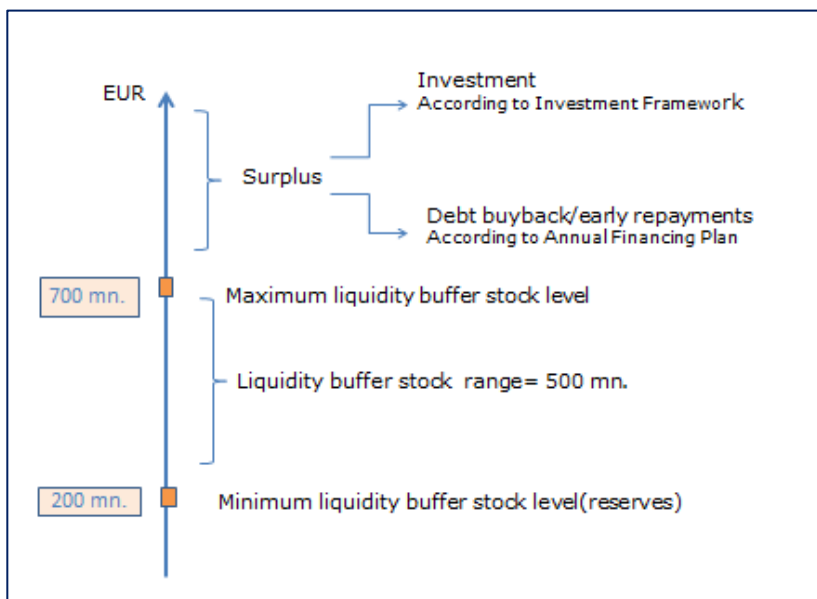 Investment
According to Investment Framework
EUR
Surplus
Debt buyback/early repayments
According to Annual Financing Plan
700 mn.
Maximum liquidity buffer stock level
Liquidity buffer stock range= 500 mn.
200 mn.
Minimum liquidity buffer stock level(reserves)